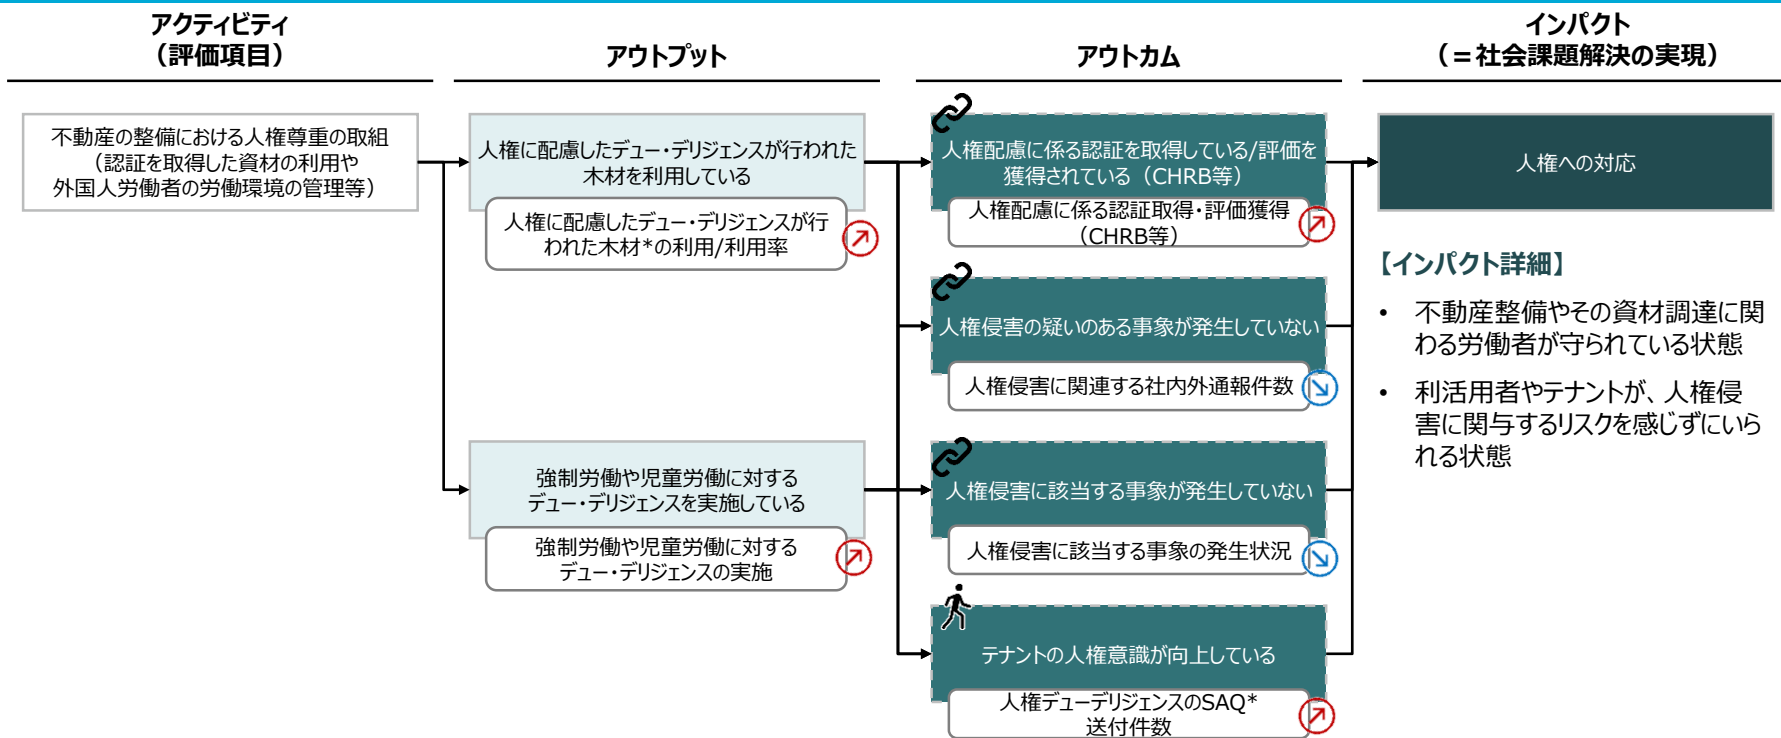 アクティビティ
（評価項目）
アウトプット
アウトカム
インパクト
（＝社会課題解決の実現）
不動産の整備における人権尊重の取組
（認証を取得した資材の利用や
外国人労働者の労働環境の管理等）
人権に配慮したデュー・デリジェンスが行われた
木材を利用している
人権に配慮したデュー・デリジェンスが行
われた木材*の利用/利用率
強制労働や児童労働に対する
デュー・デリジェンスを実施している
強制労働や児童労働に対する
デュー・デリジェンスの実施
人権配慮に係る認証を取得している/評価を
獲得されている（CHRB等）
人権配慮に係る認証取得・評価獲得
（CHRB等）
人権侵害の疑いのある事象が発生していない
人権侵害に関連する社内外通報件数
人権侵害に該当する事象が発生していない
人権侵害に該当する事象の発生状況
テナントの人権意識が向上している
人権デューデリジェンスのSAQ*
送付件数
人権への対応
【インパクト詳細】
• 不動産整備やその資材調達に関
わる労働者が守られている状態
• 利活用者やテナントが、人権侵
害に関与するリスクを感じずにいら
れる状態